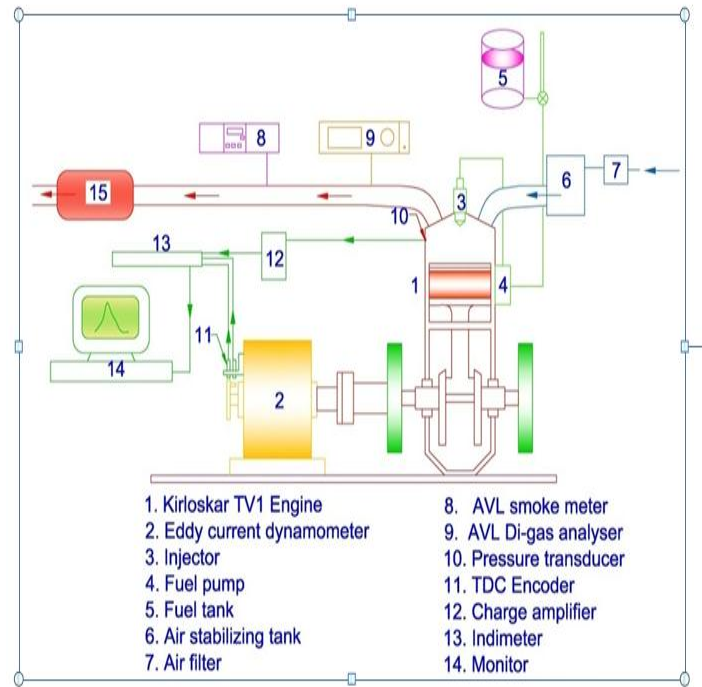 5
8
9
6
7
15
3
10
13
12
1
4
11
14
2
1. Kirloskar TV1 Engine
2. Eddy current dynamometer
3. Injector
4. Fuel pump
5. Fuel tank
6. Air stabilizing tank
7. Air filter
8. AVL smoke meter
9. AVL Di-gas analyser
10. Pressure transducer
11. TDC Encoder
12. Charge amplifier
13. Indimeter
14. Monitor